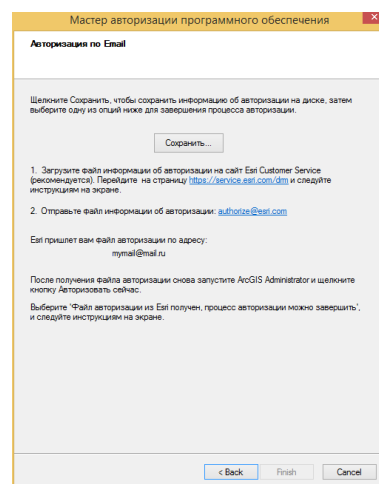 Мастер авторизации программного обеспечения
Авторизация по Email
Щелкните Сохранить, чтобы сохранить информацию об авторизации на диске, затем
выберите одну из опций ниже для завершения процесса авторизации.
Сохранить...
1. Загрузите файл информации об авторизации на сайт Esri Customer Service
(рекомендуется). Перейдите на страницу https://service.esri.com/drm и следуйте
инструкциям на экране.
2. Отправьте файл информации об авторизации: authorize@esri.com
Esri пришлет вам файл авторизации по адресу:
mymail@mail.ru
После получения файла авторизации снова запустите ArcGIS Administrator и щелкните
кнопку Авторизовать сейчас.
Выберите 'Файл авторизации из Esri получен, процесс авторизации можно завершить',
и следуйте инструкциям на экране.
< Back Finish Cancel